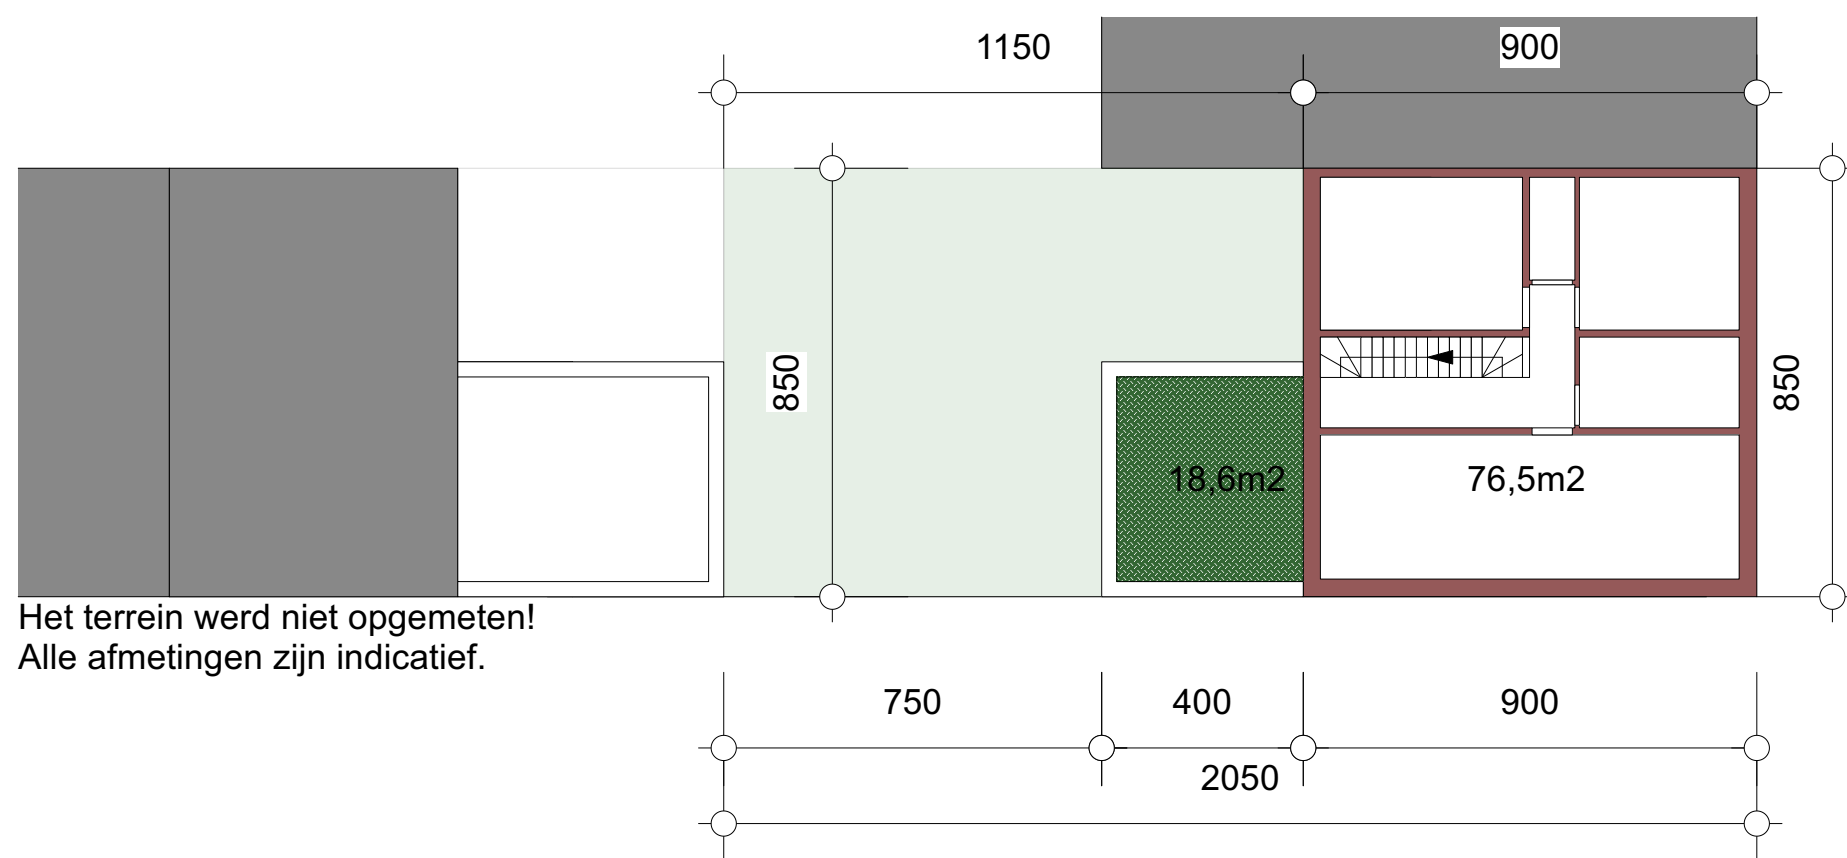 1150
900
850
850
18,6m2
76,5m2
Het terrein werd niet opgemeten!
Alle afmetingen zijn indicatief.
750
400
900
2050